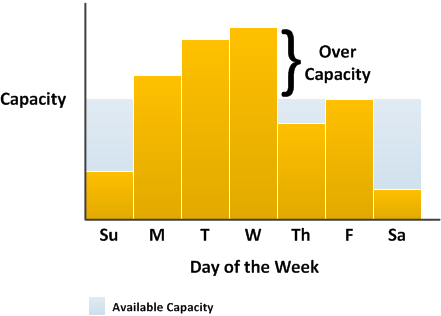 Over
Capacity
Capacity
Su M T W Th F Sa
Day of the Week
Available Capacity